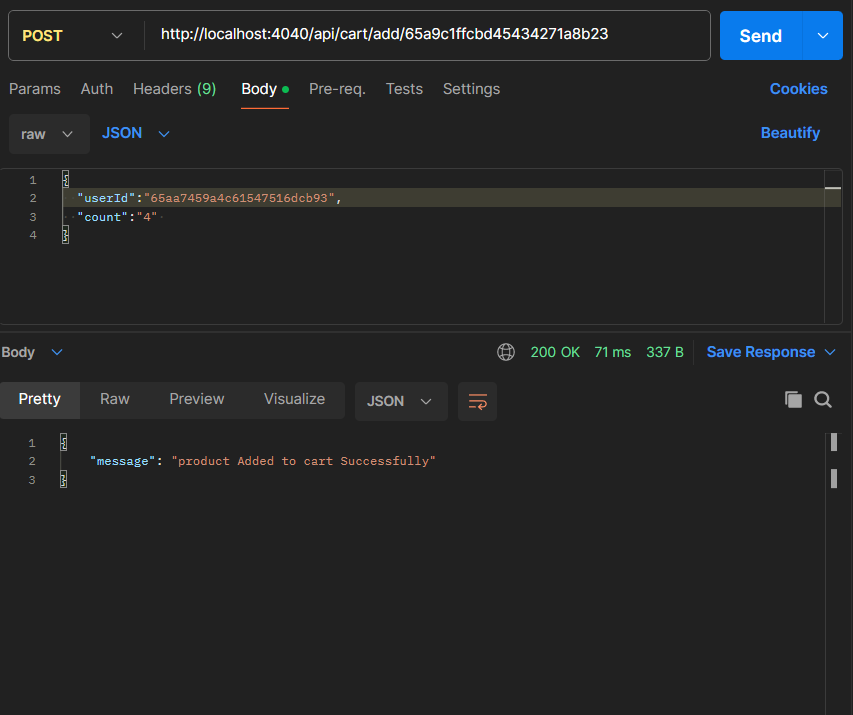 POST http://localhost:4040/api/cart/add/65a9c1ffcbd45434271a8b23 Send
Params Auth Headers (9) Body Pre-req. Tests Settings Cookies
raw JSON Beautify
1 {
2 "userId":"65aa7459a4c61547516dcb93",
3 "count":"4"
4 }
Body 200 OK 71 ms 337 B Save Response
Pretty Raw Preview Visualize JSON
1 {
2 "message": "product Added to cart Successfully"
3 }